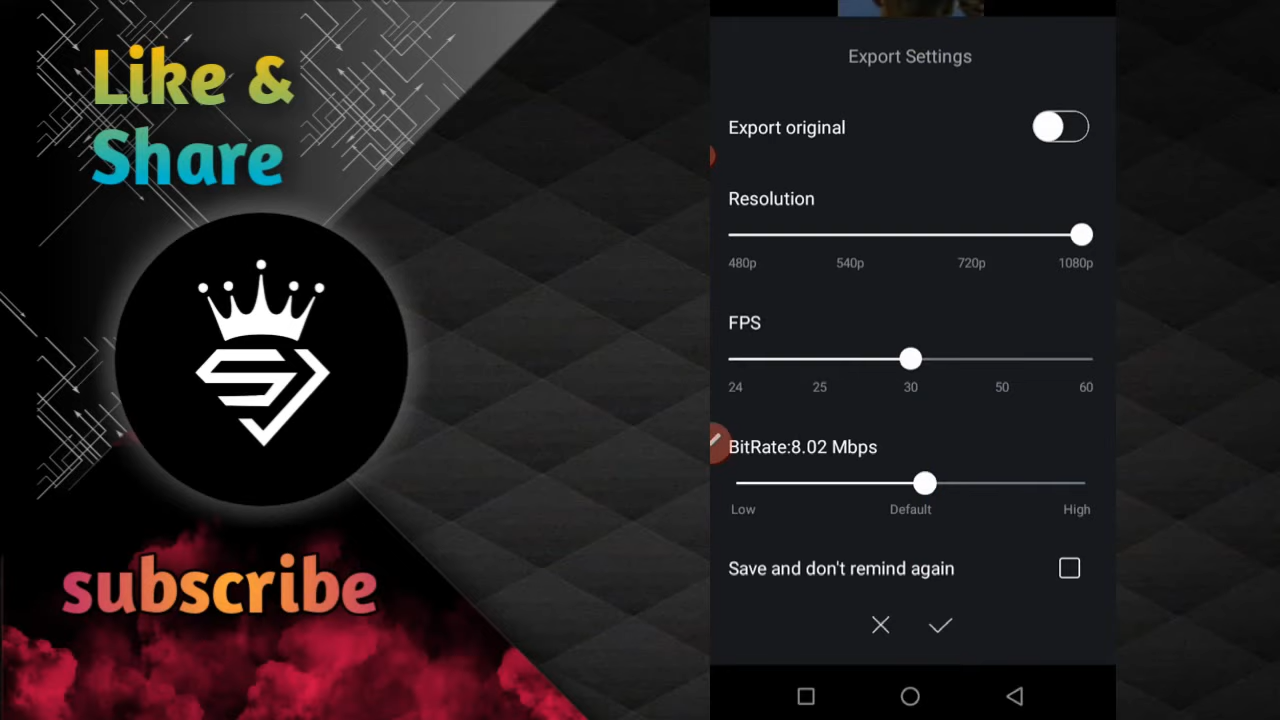 Like &
Share
subscribe
Export Settings
Export original
Resolution
480p 540p 720p 1080p
FPS
24 25 30 50 60
BitRate:8.02 Mbps
Low Default High
Save and don't remind again